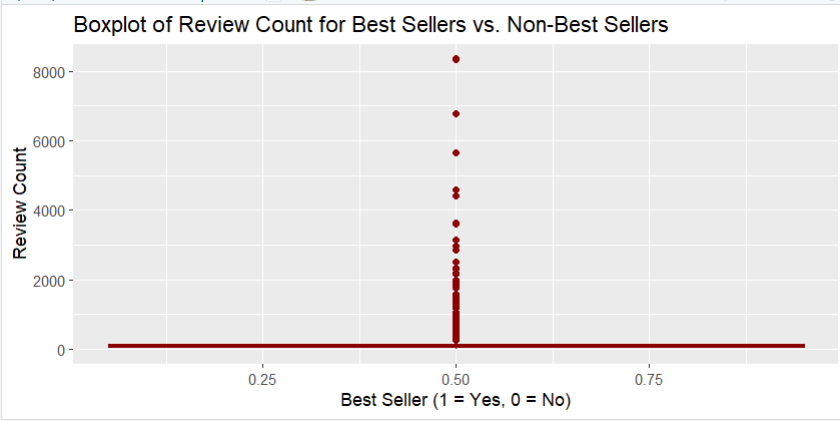 Boxplot of Review Count for Best Sellers vs. Non-Best Sellers
8000
6000
4000
2000
0
Review Count
0.25 0.50 0.75
Best Seller (1 = Yes, 0 = No)